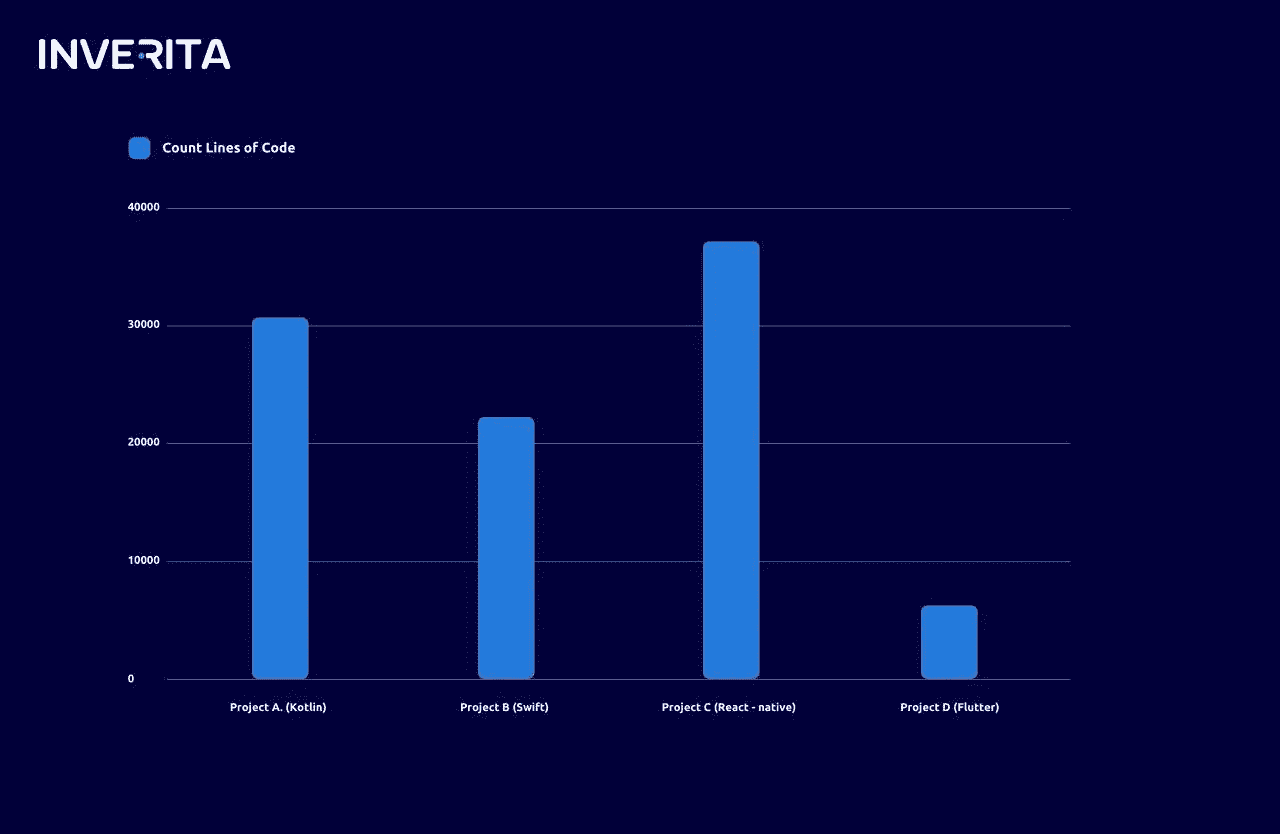 INVERITA
Count Lines of Code
40000
30000
20000
10000
0
Project A. (Kotlin)
Project B (Swift)
Project C (React - native)
Project D (Flutter)